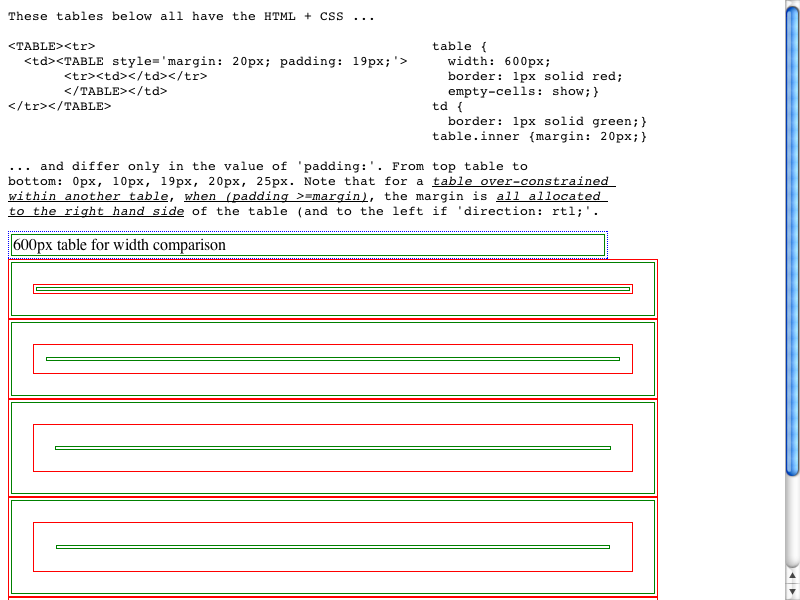 These tables below all have the HTML + CSS ...
<TABLE><tr> table {
<td><TABLE style='margin: 20px; padding: 19px;'> width: 600px;
<tr><td></td></tr> border: 1px solid red;
</TABLE></td> empty-cells: show;}
</tr></TABLE> td {
border: 1px solid green;}
table.inner {margin: 20px;}
... and differ only in the value of 'padding:'. From top table to
bottom: 0px, 10px, 19px, 20px, 25px. Note that for a table over-constrained
within another table, when (padding >=margin), the margin is all allocated
to the right hand side of the table (and to the left if 'direction: rtl;'.
600px table for width comparison